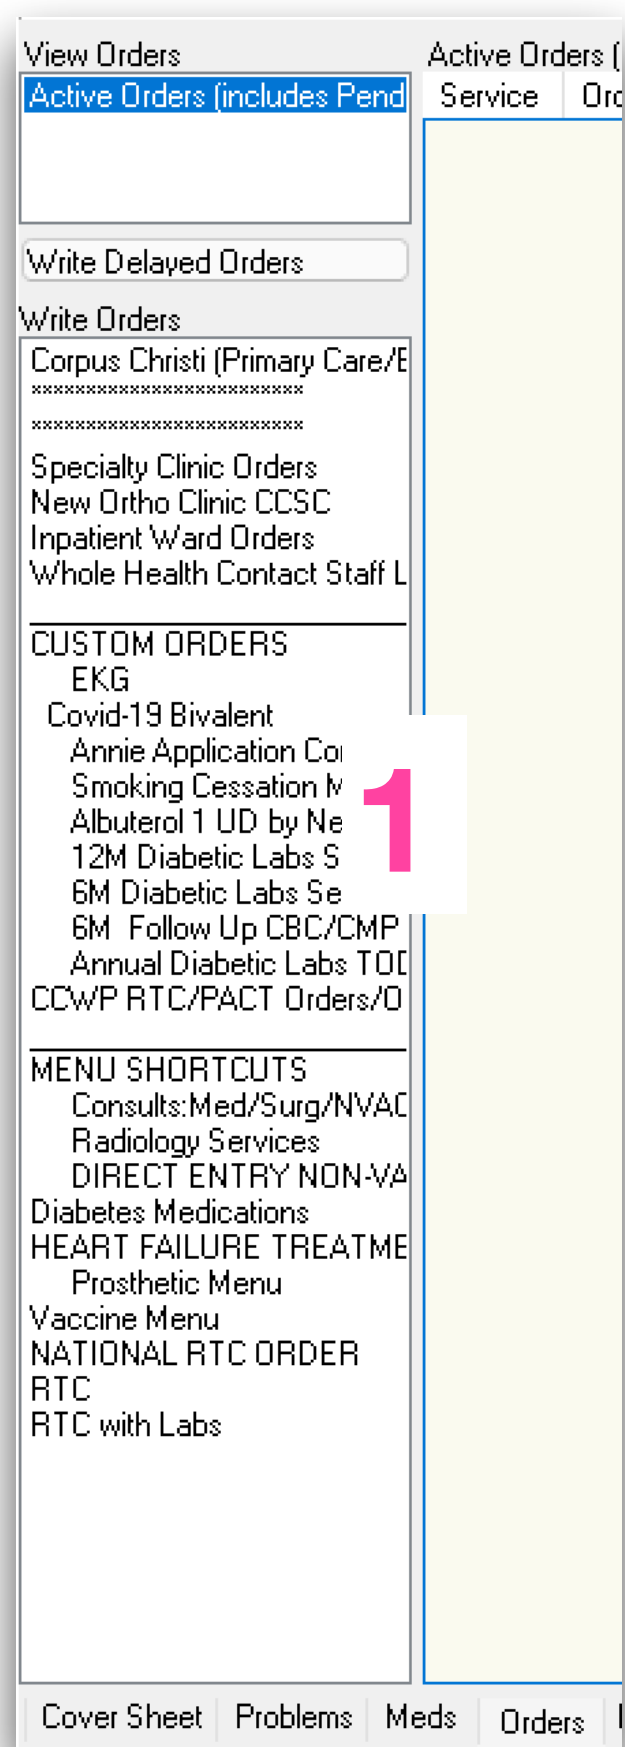 View Orders
Active Orders (includes Pend
Write Delayed Orders
Write Orders
Corpus Christi (Primary Care/E
*************************
*************************
Specialty Clinic Orders
New Ortho Clinic CCSC
Inpatient Ward Orders
Whole Health Contact Staff L
CUSTOM ORDERS
EKG
Covid-19 Bivalent
Annie Application Co
Smoking Cessation M
Albuterol 1 UD by Ne
12M Diabetic Labs S
6M Diabetic Labs Se
6M  Follow Up CBC/CMP
Annual Diabetic Labs TOD
CCWP RTC/PACT Orders/O
MENU SHORTCUTS
Consults:Med/Surg/NVAC
Radiology Services
DIRECT ENTRY NON-VA
Diabetes Medications
HEART FAILURE TREATME
Prosthetic Menu
Vaccine Menu
NATIONAL RTC ORDER
RTC
RTC with Labs
1
Active Orders (
Service Ord
Cover Sheet Problems Meds Orders